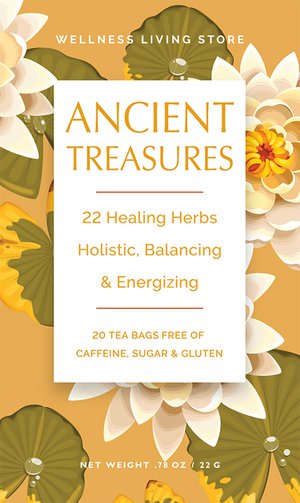 WELLNESS LIVING STORE
ANCIENT
TREASURES
22 Healing Herbs
Holistic, Balancing
& Energizing
20 TEA BAGS FREE OF
CAFFEINE, SUGAR & GLUTEN
NET WEIGHT .78 OZ / 22 G